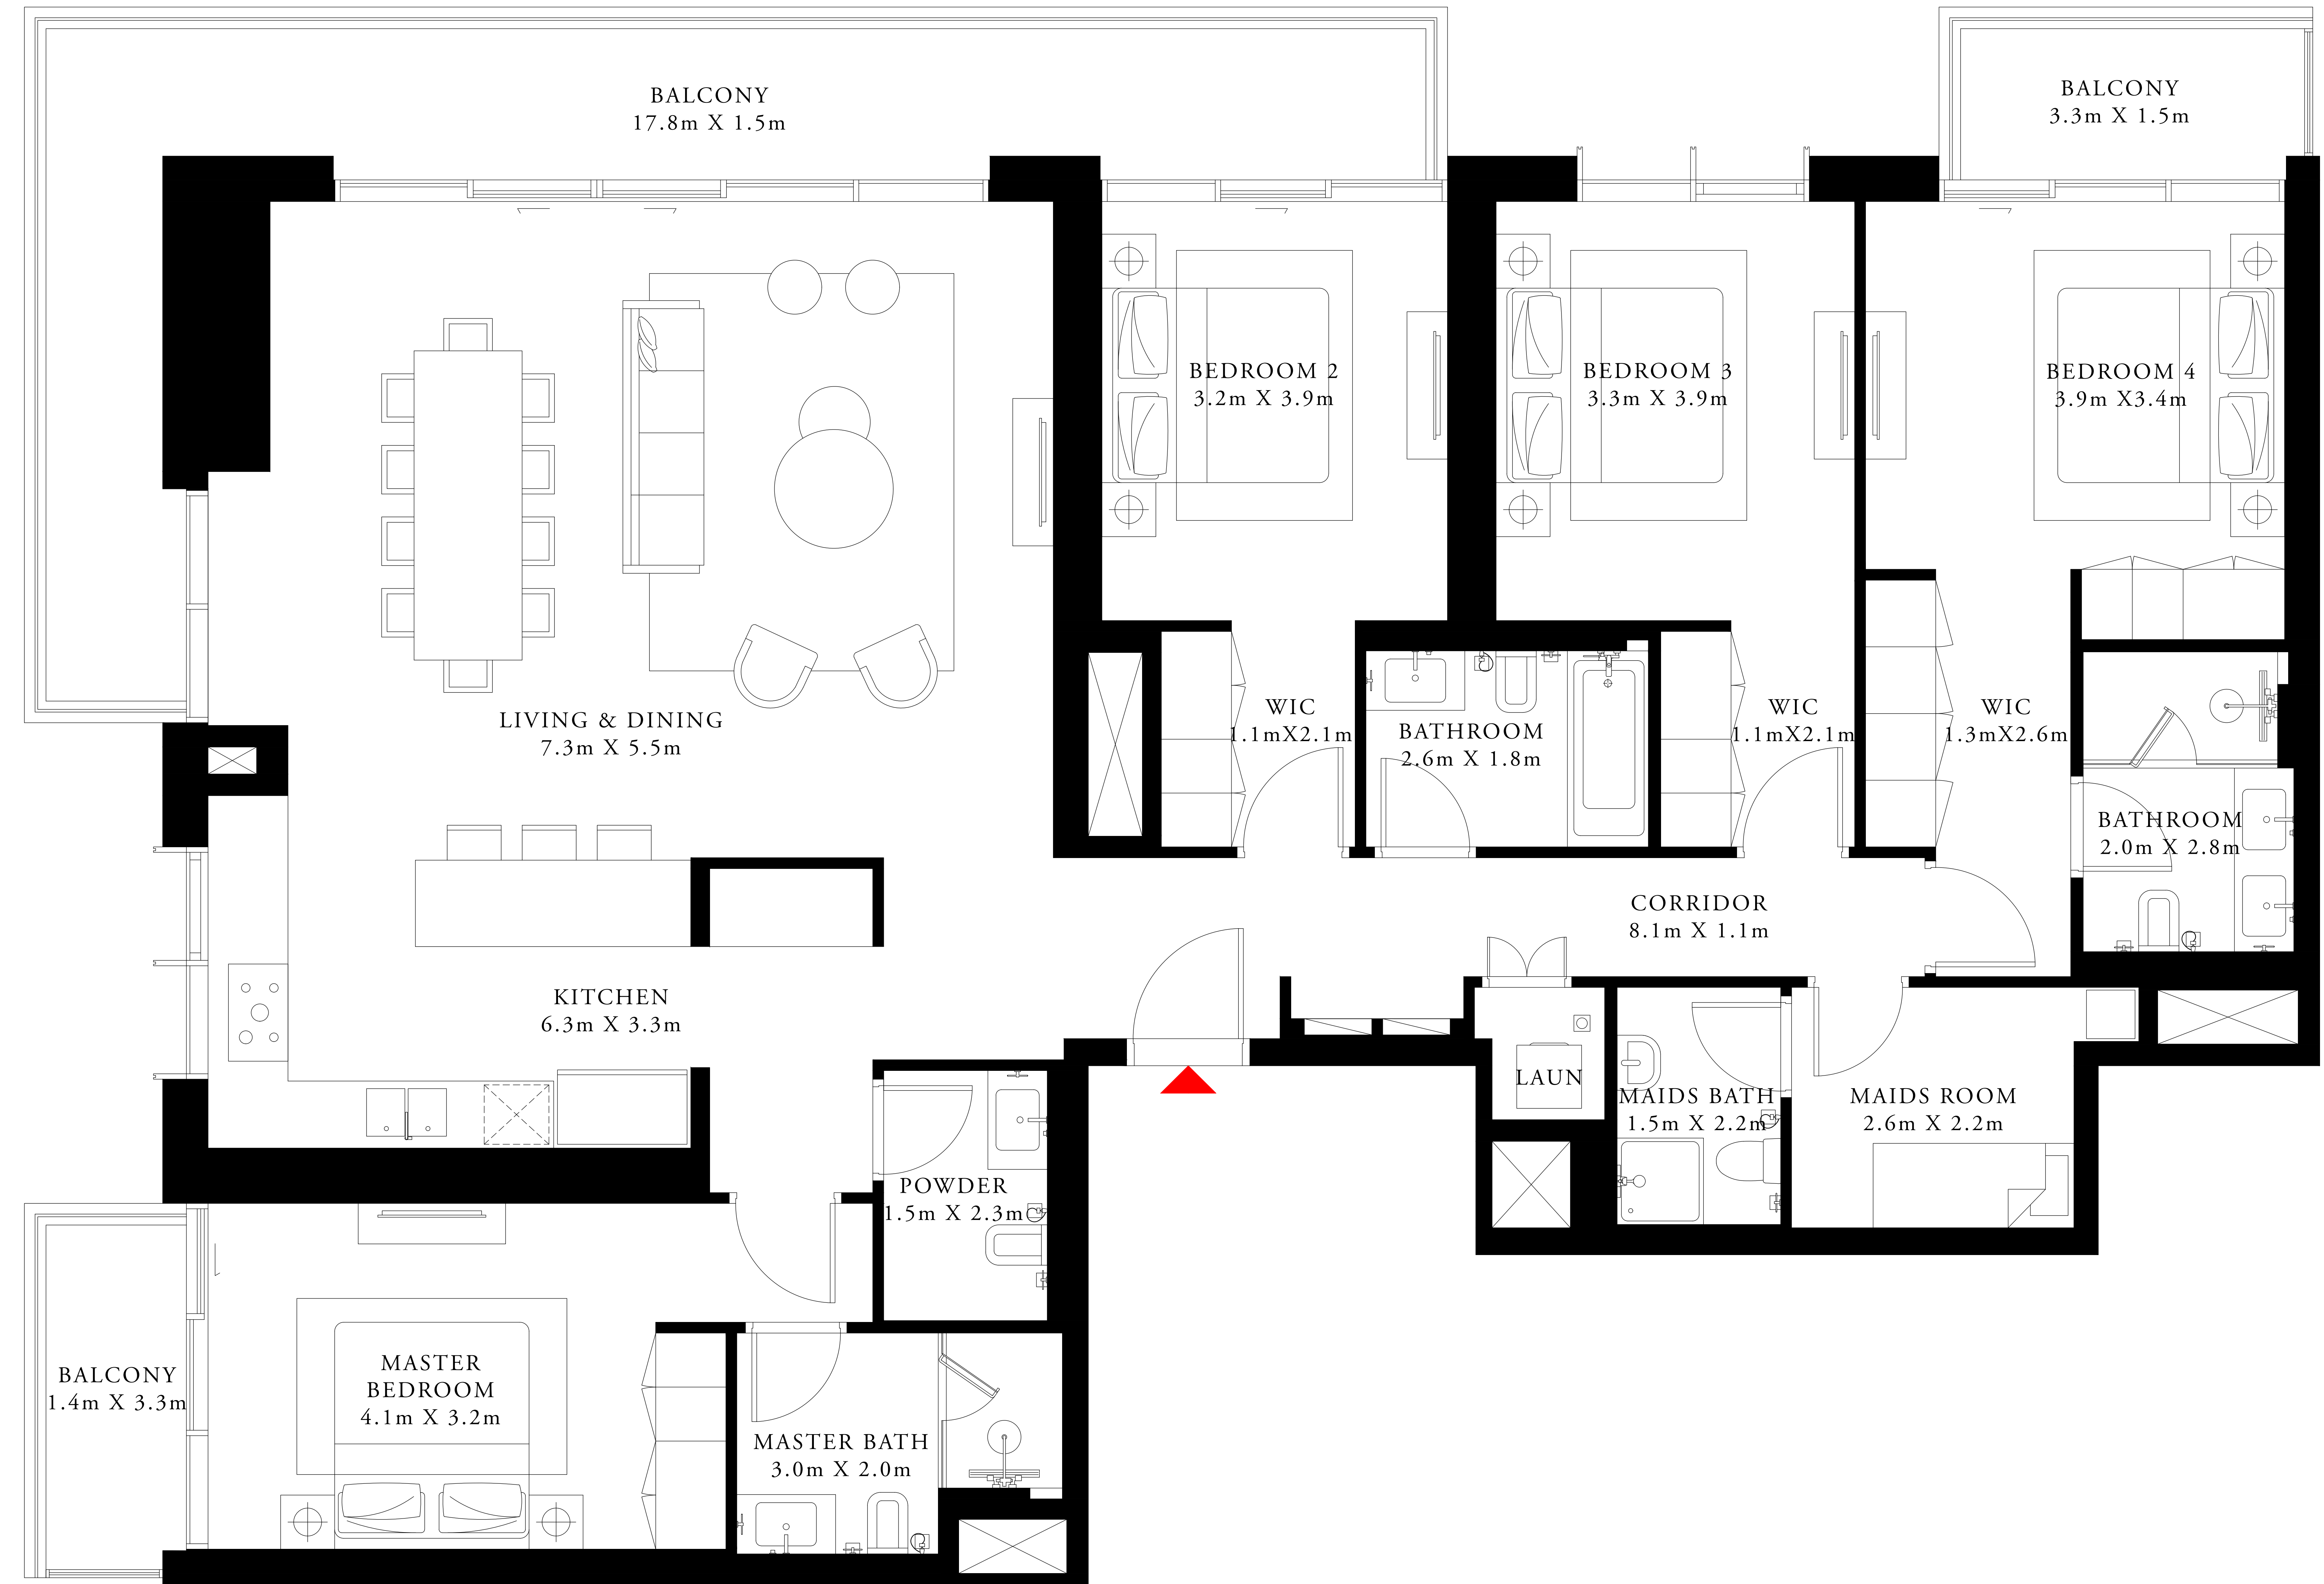 BALCONY
17.8m X 1.5m
BALCONY
3.3m X 1.5m
BEDROOM 2
3.2m X 3.9m
BEDROOM 3
3.3m X 3.9m
BEDROOM 4
3.9m X3.4m
LIVING & DINING
7.3m X 5.5m
WIC
1.1mX2.1m
BATHROOM
2.6m X 1.8m
WIC
1.1mX2.1m
WIC
1.3mX2.6m
BATHROOM
2.0m X 2.8m
CORRIDOR
8.1m X 1.1m
KITCHEN
6.3m X 3.3m
LAUN
MAIDS BATH
1.5m X 2.2m
MAIDS ROOM
2.6m X 2.2m
POWDER
1.5m X 2.3m
BALCONY
1.4m X 3.3m
MASTER
BEDROOM
4.1m X 3.2m
MASTER BATH
3.0m X 2.0m